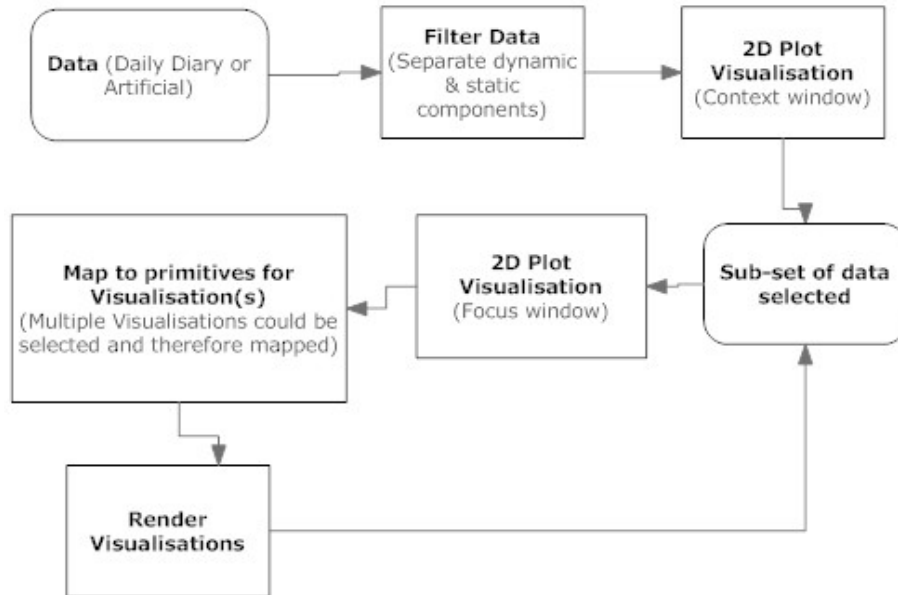 Data (Daily Diary or
Artificial)
Filter Data
(Separate dynamic
& static
components)
2D Plot
Visualisation
(Context window)
Sub-set of data
selected
2D Plot
Visualisation
(Focus window)
Map to primitives for
Visualisation(s)
(Multiple Visualisations could be
selected and therefore mapped)
Render
Visualisations